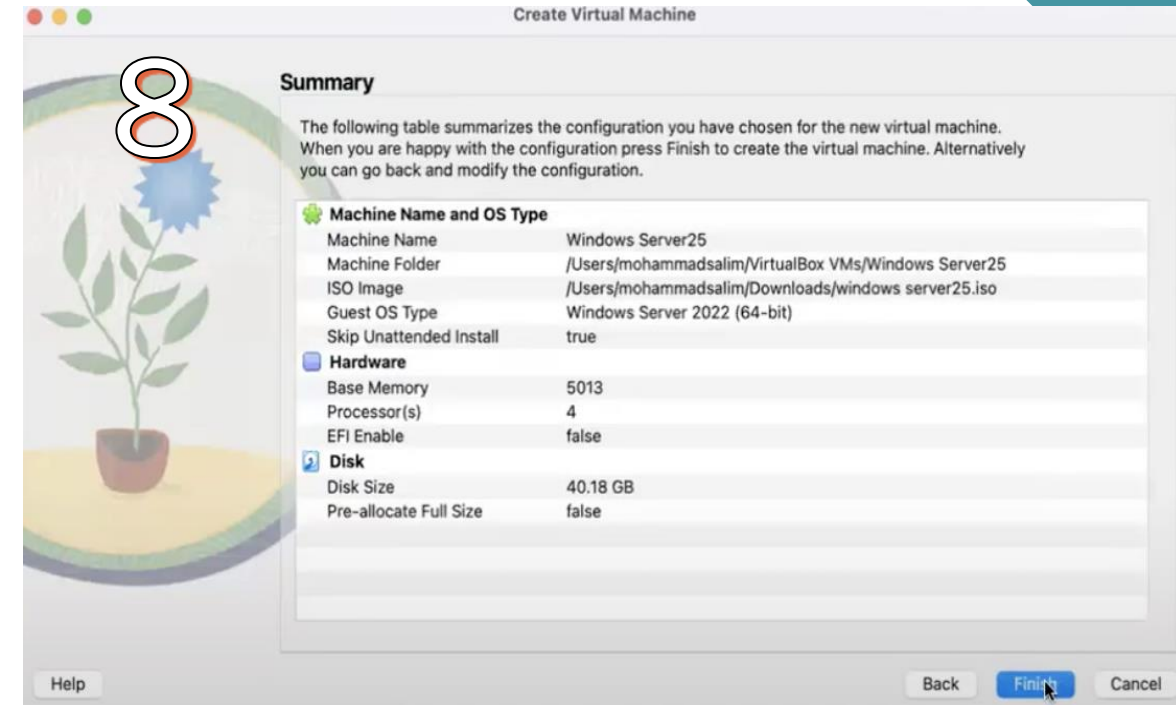 Create Virtual Machine
8
Summary
The following table summarizes the configuration you have chosen for the new virtual machine.
When you are happy with the configuration press Finish to create the virtual machine. Alternatively
you can go back and modify the configuration.
Machine Name and OS Type
Machine Name Windows Server25
Machine Folder /Users/mohammadsalim/VirtualBox VMs/Windows Server25
ISO Image /Users/mohammadsalim/Downloads/windows server25.iso
Guest OS Type Windows Server 2022 (64-bit)
Skip Unattended Install true
Hardware
Base Memory 5013
Processor(s) 4
EFI Enable false
Disk
Disk Size 40.18 GB
Pre-allocate Full Size false
Help Back Finish Cancel